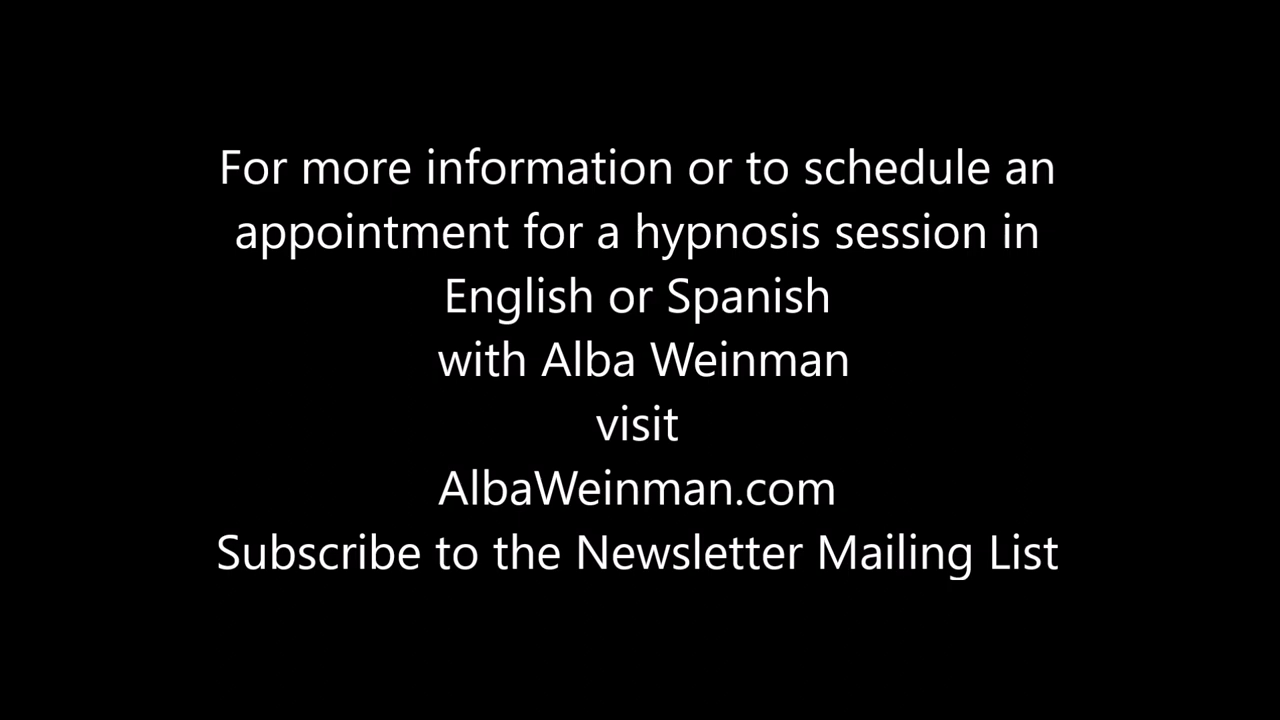 For more information or to schedule an
appointment for a hypnosis session in
English or Spanish
with Alba Weinman
visit
AlbaWeinman.com
Subscribe to the Newsletter Mailing List